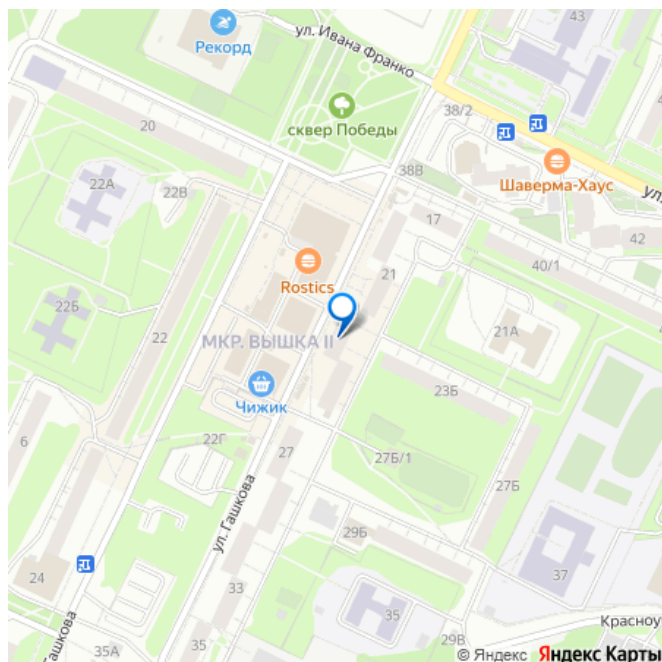 43
ул. Ивана Франко
Рекорд
38/2
20
сквер Победы
Шаверма-Хаус
38В
22А
22В
ул.
17
42
40/1
21
Rostics
22Б
21А
22
МКР. ВЫШКА II
Чижик
23Б
6
22Г
27
27Б/1
27Б
ул. Гашкова
29Б
24
37
33
35
Гашкова
35А
35
29В
Красноу
© Яндекс Яндекс Карты